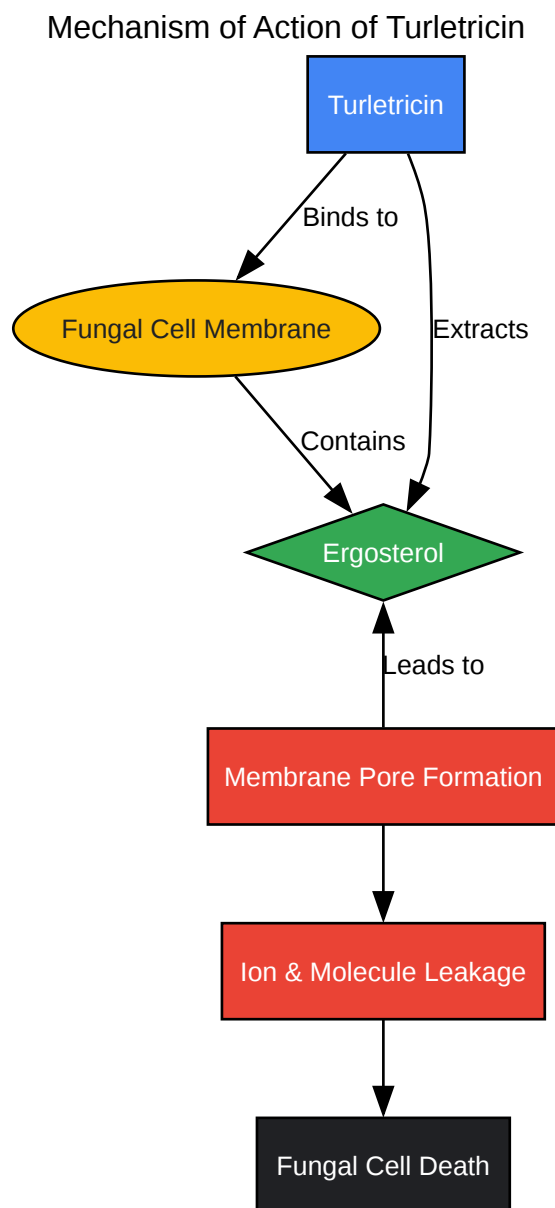 Mechanism of Action of Turletricin
Turletricin
Binds to
Fungal Cell Membrane
Extracts
Contains
Ergosterol
Leads to
Membrane Pore Formation
Ion & Molecule Leakage
Fungal Cell Death